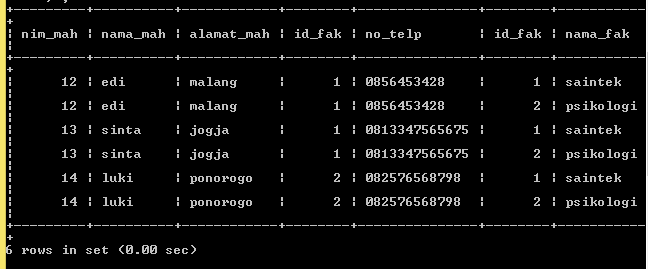 +---------+----------+------------+--------+---------------+--------+-----------+
| nim_mah | nama_mah | alamat_mah | id_fak | no_telp | id_fak | nama_fak |
+---------+----------+------------+--------+---------------+--------+-----------+
| 12 | edi | malang | 1 | 0856453428 | 1 | saintek |
| 12 | edi | malang | 1 | 0856453428 | 2 | psikologi |
| 13 | sinta | jogja | 1 | 0813347565675 | 1 | saintek |
| 13 | sinta | jogja | 1 | 0813347565675 | 2 | psikologi |
| 14 | luki | ponorogo | 2 | 082576568798 | 1 | saintek |
| 14 | luki | ponorogo | 2 | 082576568798 | 2 | psikologi |
+---------+----------+------------+--------+---------------+--------+-----------+
6 rows in set (0.00 sec)